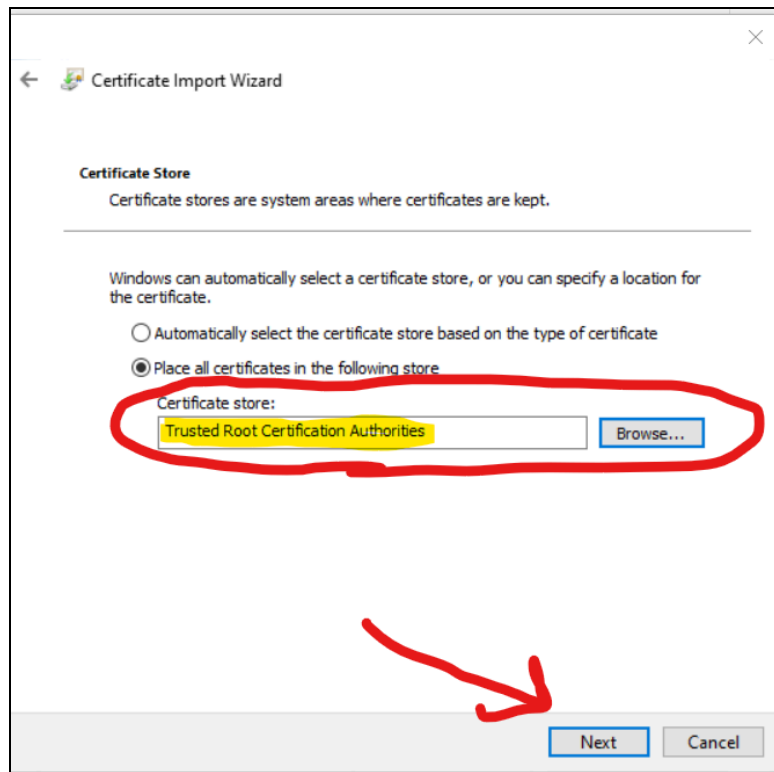 Certificate Import Wizard
Certificate Store
Certificate stores are system areas where certificates are kept.
Windows can automatically select a certificate store, or you can specify a location for
the certificate.
Automatically select the certificate store based on the type of certificate
Place all certificates in the following store
Certificate store:
Trusted Root Certification Authorities
Browse...
Next
Cancel